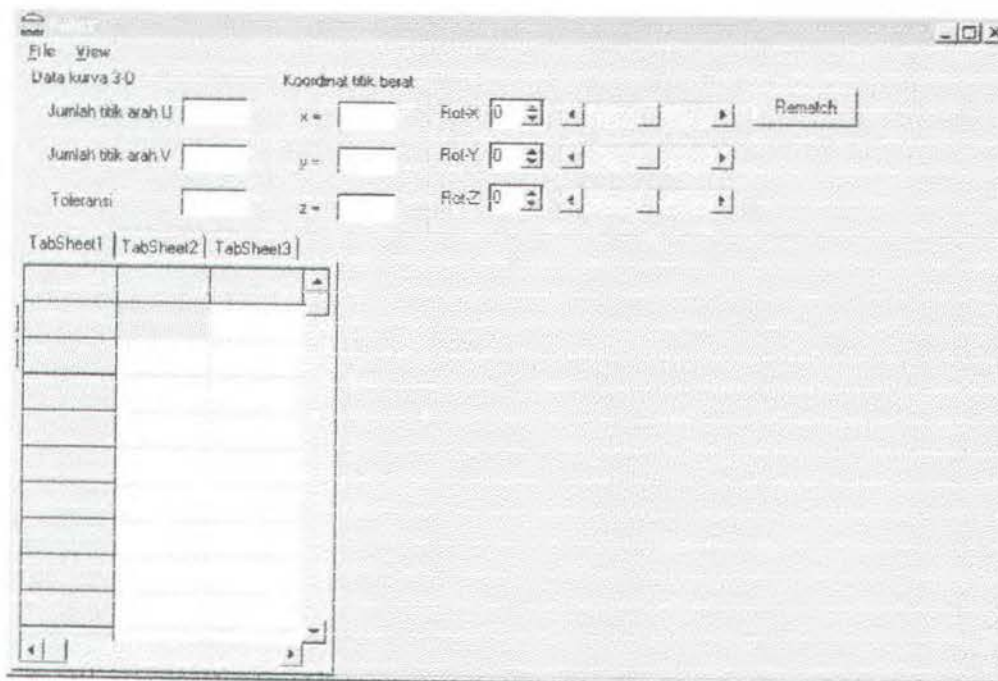 File View
Data kurva 3-D Koordinat titik berat
Jumlah titik arah U x = Rot-X 0 Rematch
Jumlah titik arah V y = Rot-Y 0
Toleransi z = Rot-Z 0
TabSheet1 TabSheet2 TabSheet3